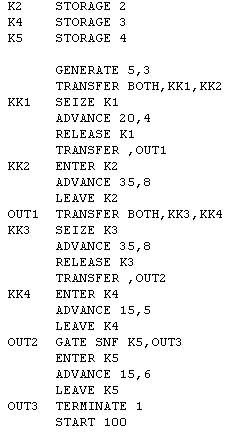 K2 STORAGE 2
K4 STORAGE 3
K5 STORAGE 4
GENERATE 5,3
TRANSFER BOTH,KK1,KK2
KK1 SEIZE K1
ADVANCE 20,4
RELEASE K1
TRANSFER ,OUT1
KK2 ENTER K2
ADVANCE 35,8
LEAVE K2
OUT1 TRANSFER BOTH,KK3,KK4
KK3 SEIZE K3
ADVANCE 35,8
RELEASE K3
TRANSFER ,OUT2
KK4 ENTER K4
ADVANCE 15,5
LEAVE K4
OUT2 GATE SNF K5,OUT3
ENTER K5
ADVANCE 15,6
LEAVE K5
OUT3 TERMINATE 1
START 100